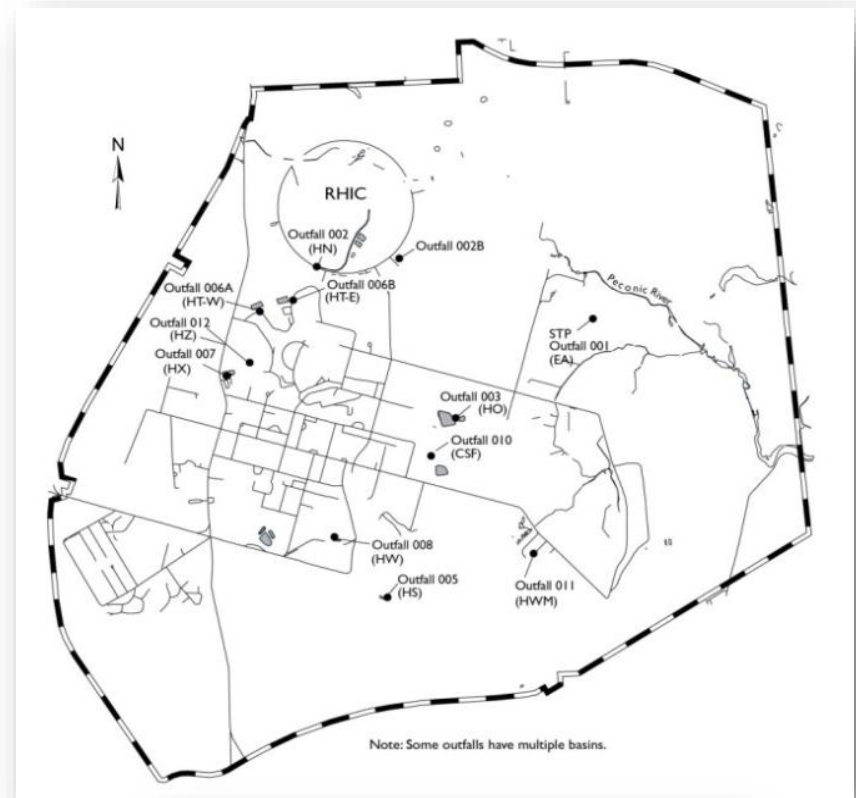 N
RHIC
Outfall 002
(HN)
Outfall 002B
Outfall 006A
(HT-W)
Outfall 006B
(HT-E)
Peconic River
Outfall 012
(HZ)
STP
Outfall 001
(EA)
Outfall 007
(HX)
Outfall 003
(HO)
Outfall 010
(CSF)
Outfall 008
(HW)
Outfall 005
(HS)
Outfall 011
(HWM)
Note: Some outfalls have multiple basins.